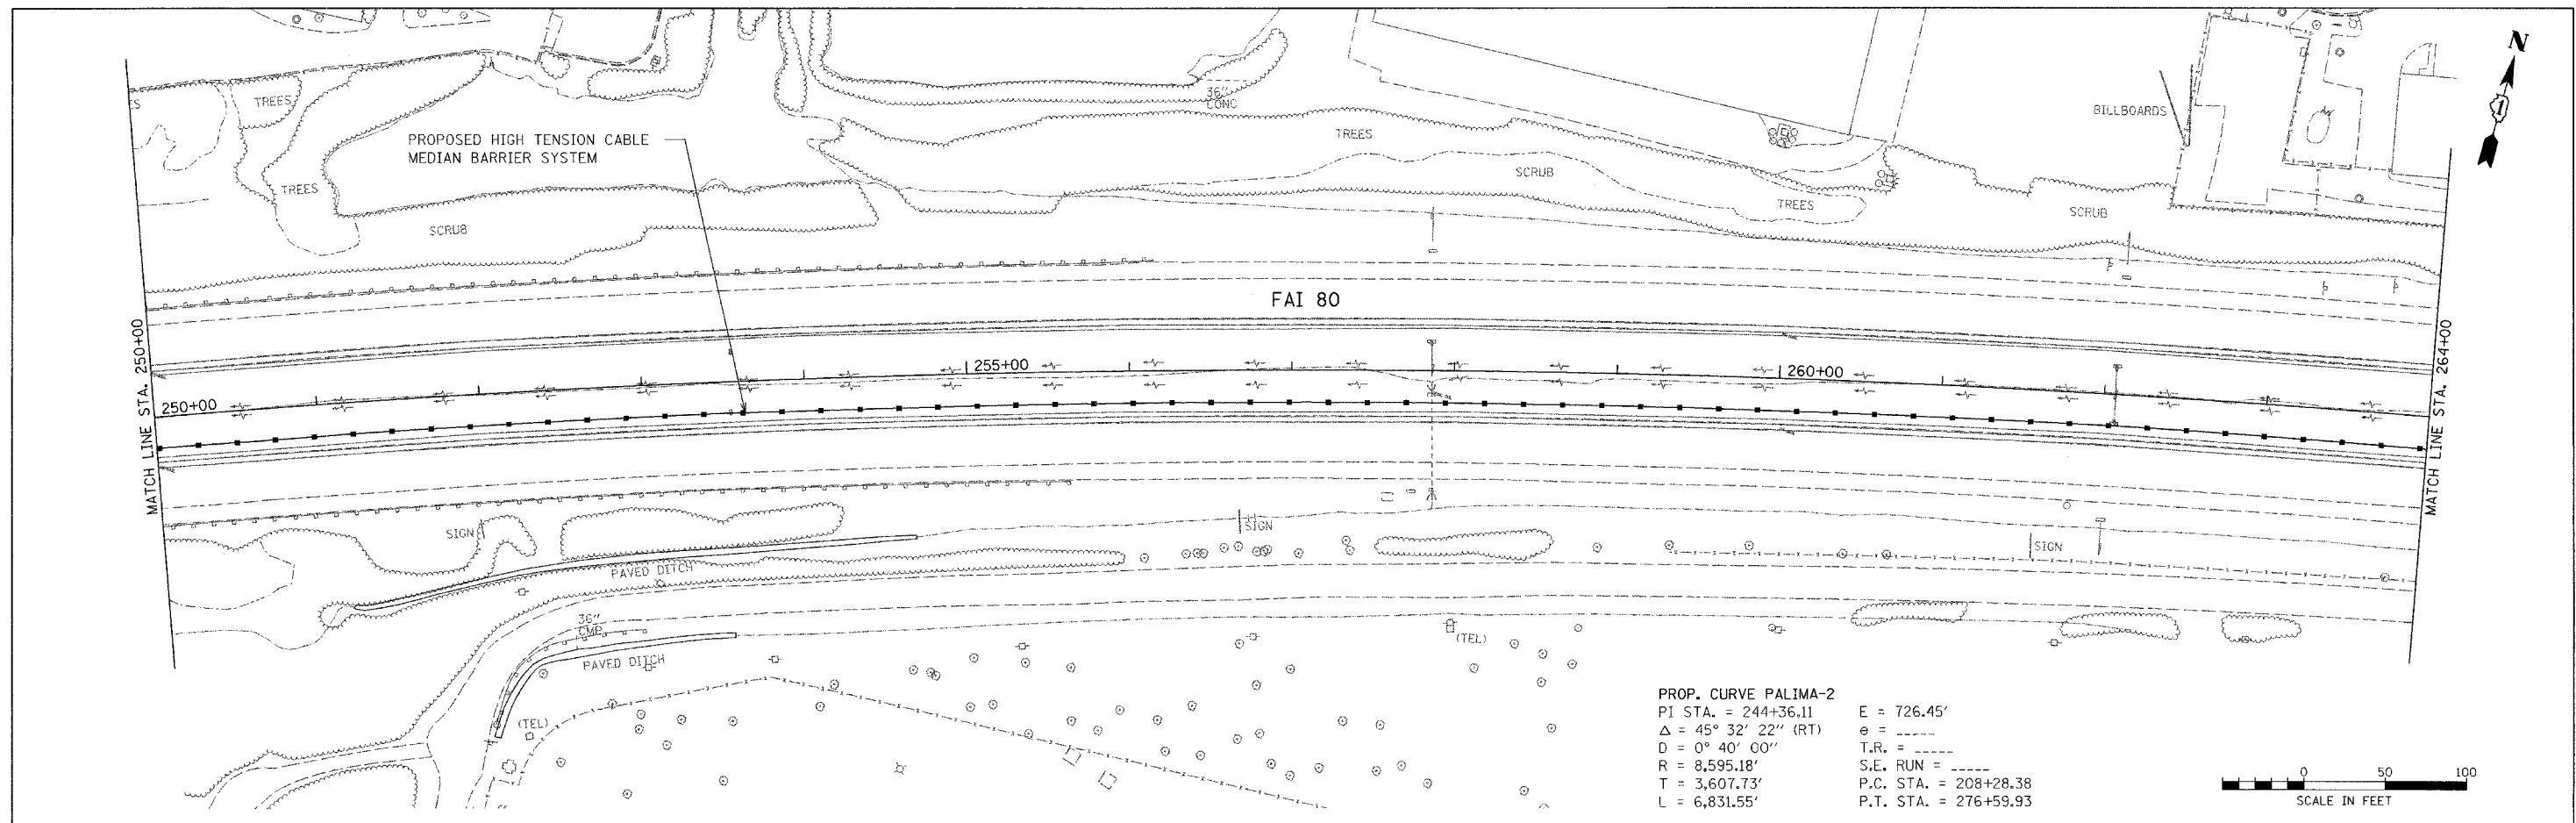 N
1
TREES
36"
CONC
BILLBOARDS
PROPOSED HIGH TENSION CABLE
MEDIAN BARRIER SYSTEM
TREES
TREES
SCRUB
TREES
SCRUB
SCRUB
FAI 80
MATCH LINE STA. 250+00
MATCH LINE STA. 264+00
250+00
255+00
260+00
SIGN
SIGN
SIGN
PAVED DITCH
36"
CMP
PAVED DITCH
(TEL)
(TEL)
PROP. CURVE PALIMA-2
PI STA. = 244+36.11 E = 726.45'
Δ = 45° 32' 22" (RT) e = -----
D = 0° 40' 00" T.R. = -----
R = 8,595.18' S.E. RUN = -----
T = 3,607.73' P.C. STA. = 208+28.38
L = 6,831.55' P.T. STA. = 276+59.93
0 50 100
SCALE IN FEET